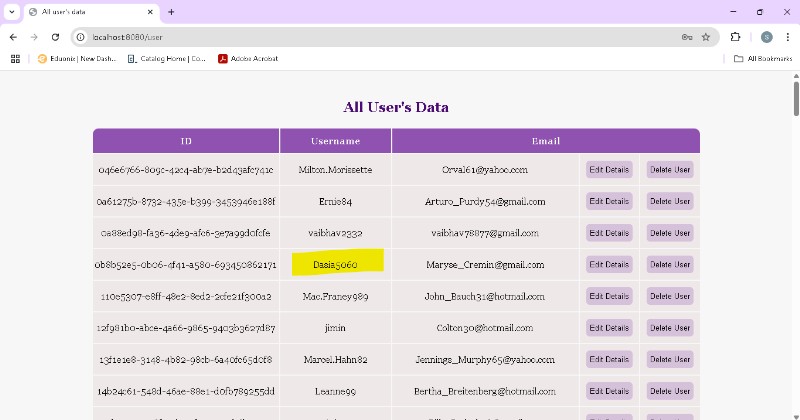 All user's data
localhost:8080/user
Eduonix | New Dash...
Catalog Home | Co...
Adobe Acrobat
All Bookmarks
All User's Data
ID Username Email
046e6766-809c-42c4-ab7e-b2d43afc741c Milton.Morissette Orval61@yahoo.com Edit Details Delete User
0a61275b-8732-435e-b399-3453946e188f Ernie84 Arturo_Purdy54@gmail.com Edit Details Delete User
0a88ed98-fa36-4de9-afc6-3e7a99d0fcfe vaibhav2332 vaibhav78877@gmail.com Edit Details Delete User
0b8b52e5-0b06-4f41-a580-693450862171 Dasia5060 Maryse_Cremin@gmail.com Edit Details Delete User
110e5307-e8ff-48e2-8ed2-2cfe21f300a2 Mac.Franey989 John_Bauch31@hotmail.com Edit Details Delete User
12f981b0-abce-4a66-9865-9403b3627d87 jimin Colton30@hotmail.com Edit Details Delete User
13f1e1e8-3148-4b82-98cb-6a40fc65d0f8 Marcel.Hahn82 Jennings_Murphy65@yahoo.com Edit Details Delete User
14b24c61-548d-46ae-88e1-d0fb789255dd Leanne99 Bertha_Breitenberg@hotmail.com Edit Details Delete User